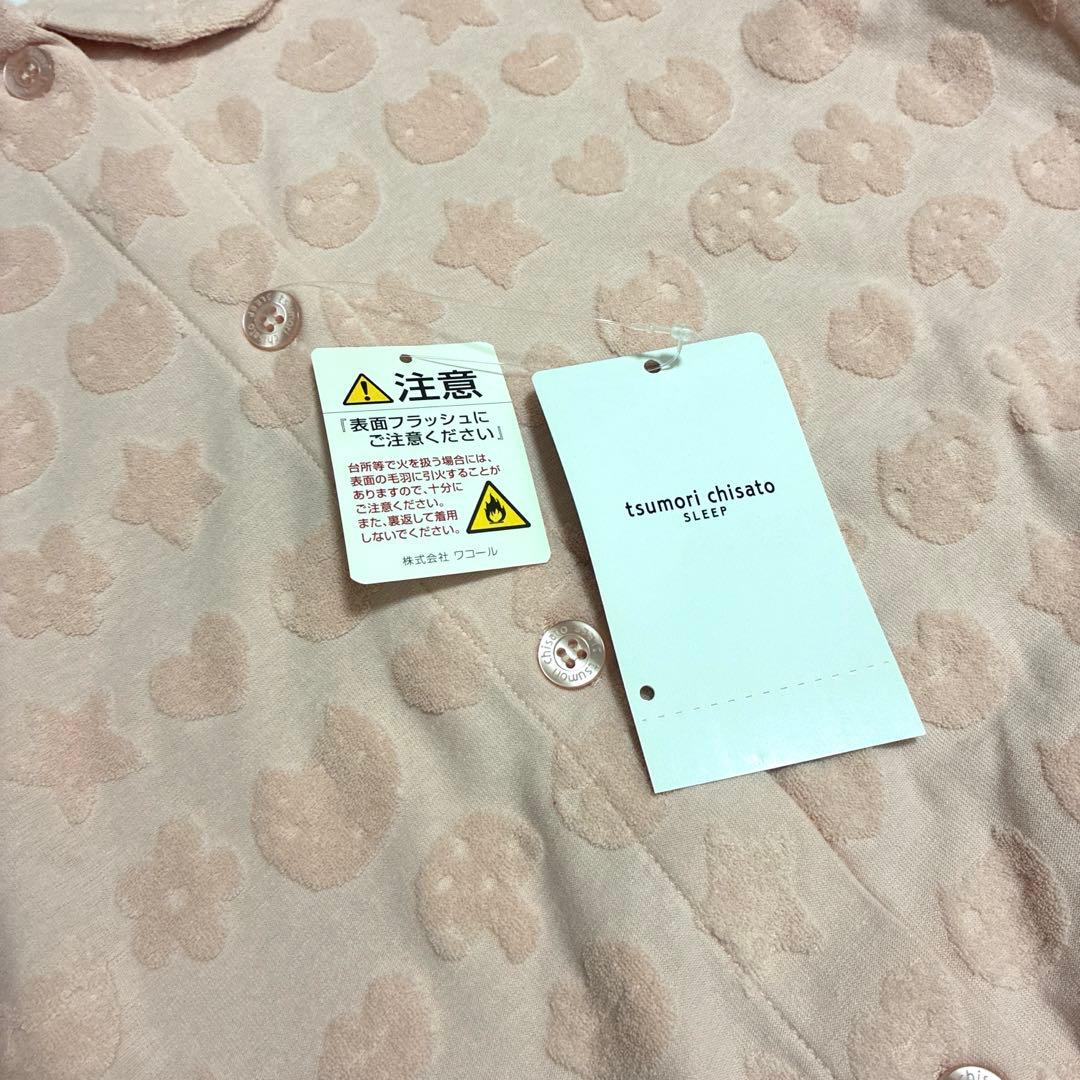 注意
『表面フラッシュに
ご注意ください』
台所等で火を扱う場合には、
表面の毛羽に引火することが
ありますので、十分に
ご注意ください。
また、裏返して着用
しないでください。
株式会社 ワコール
tsumori chisato
SLEEP
tsumori chisato